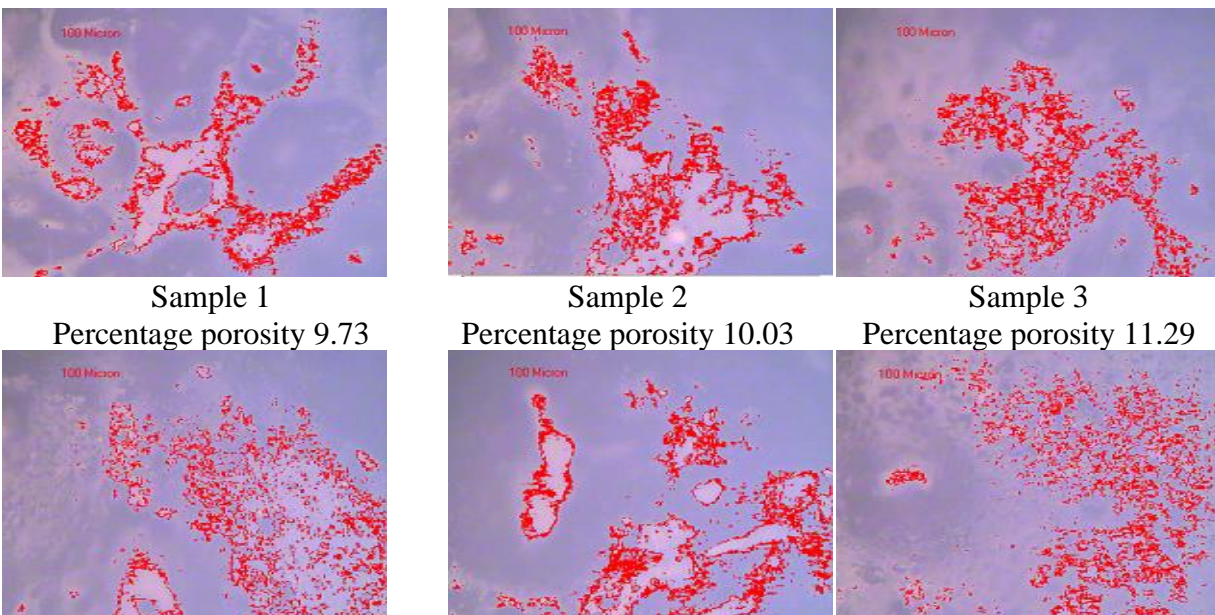 100 Micron
100 Micron
100 Micron
Sample 1
Sample 2
Sample 3
Percentage porosity 9.73
Percentage porosity 10.03
Percentage porosity 11.29
100 Micron
100 Micron
100 Micron